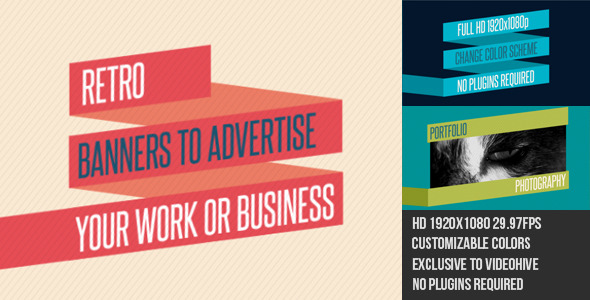 RETRO
BANNERS TO ADVERTISE
YOUR WORK OR BUSINESS
FULL HD 1920x1080p
CHANGE COLOR SCHEME
NO PLUGINS REQUIRED
PORTFOLIO
PHOTOGRAPHY
HD 1920X1080 29.97FPS
CUSTOMIZABLE COLORS
EXCLUSIVE TO VIDEOHIVE
NO PLUGINS REQUIRED